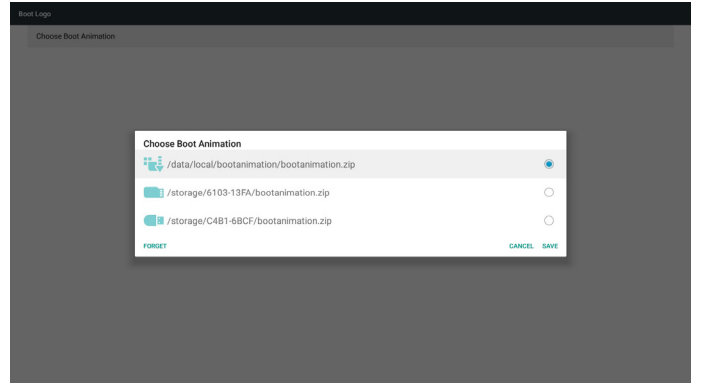 Boot Logo
Choose Boot Animation
Choose Boot Animation
/data/local/bootanimation/bootanimation.zip
/storage/6103-13FA/bootanimation.zip
/storage/C4B1-6BCF/bootanimation.zip
FORGET CANCEL SAVE